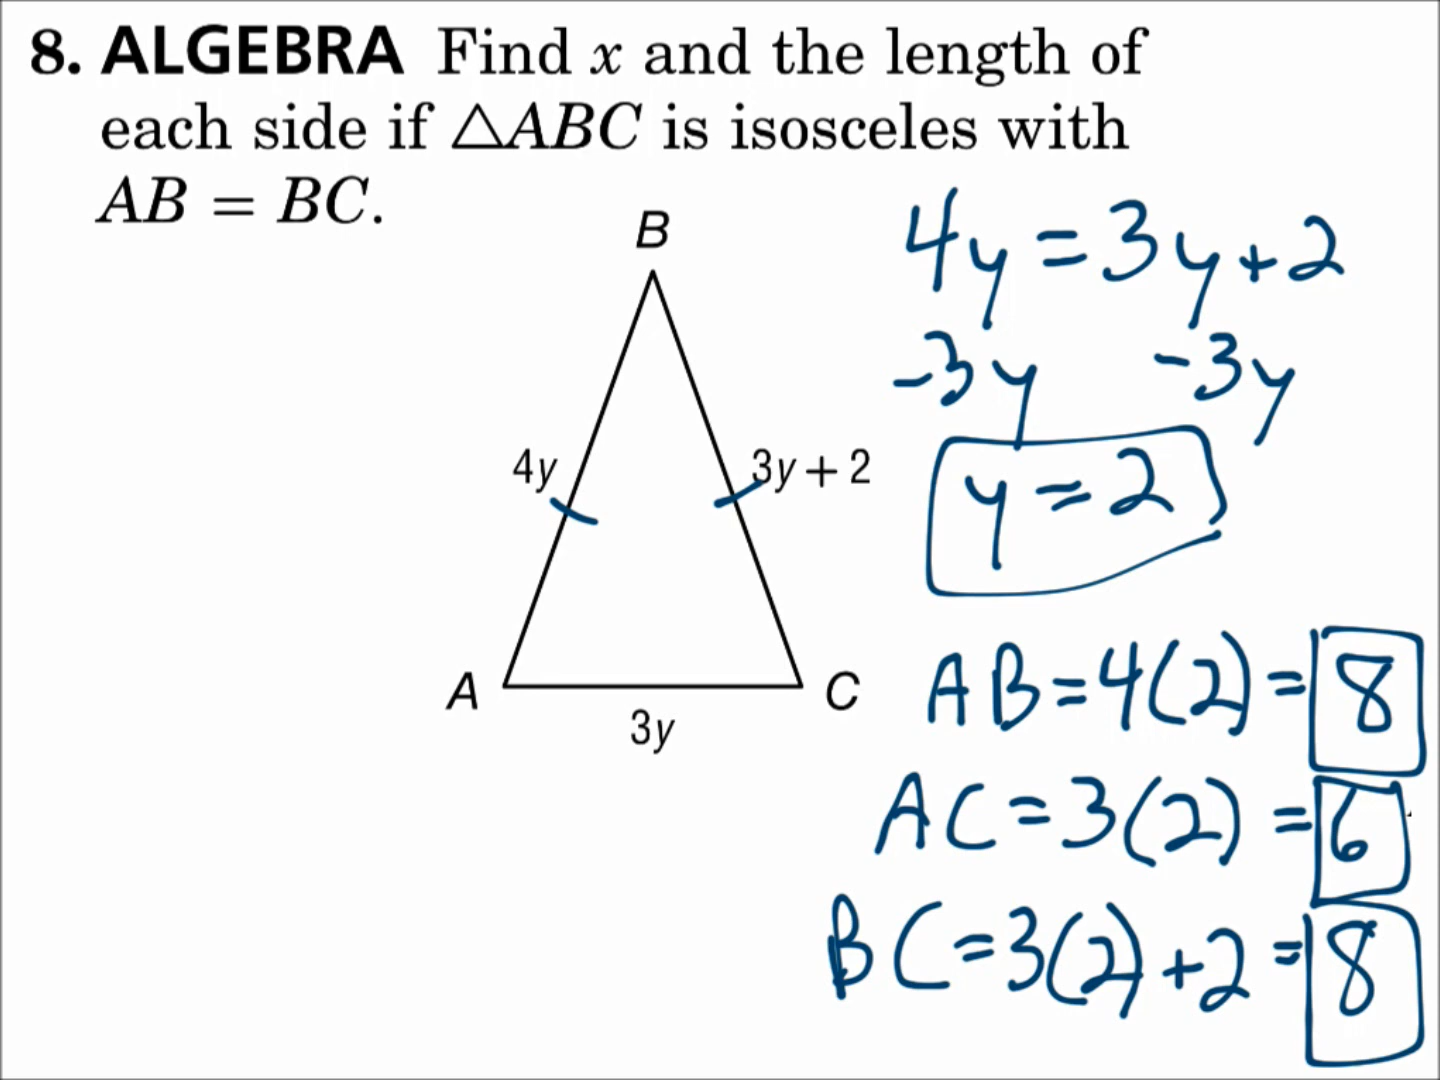 8. ALGEBRA Find x and the length of
each side if △ABC is isosceles with
AB = BC.
B
4y
3y + 2
A
C
3y
4y = 3y + 2
-3y -3y
y = 2
AB = 4(2) = 8
AC = 3(2) = 6
BC = 3(2) + 2 = 8